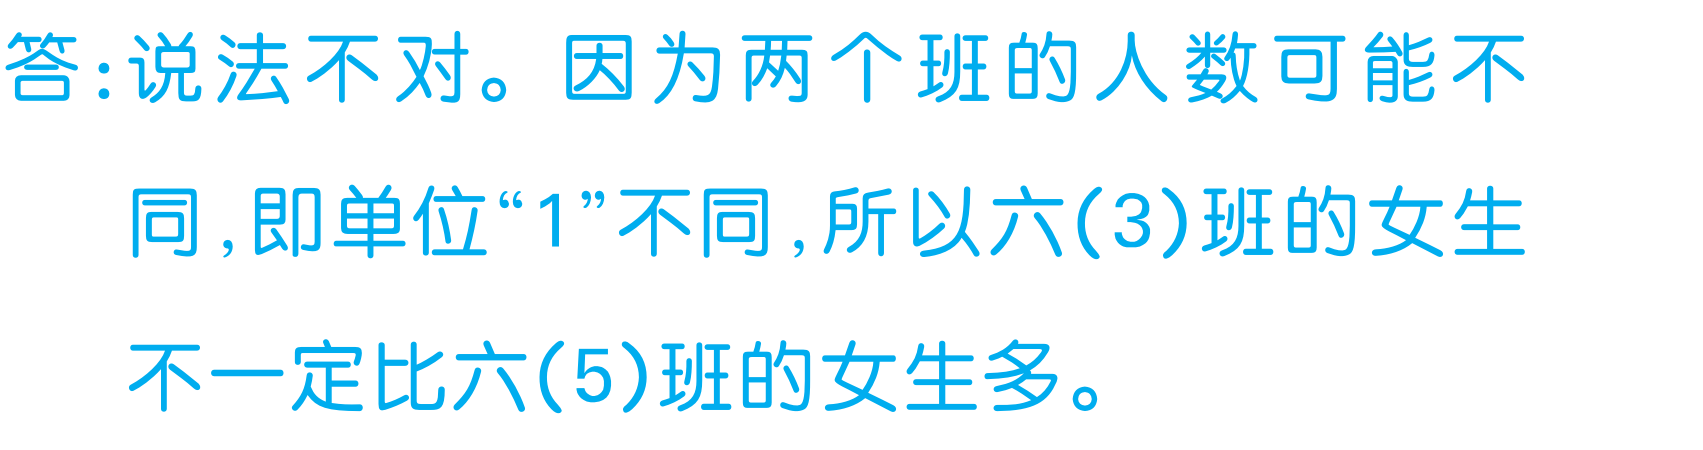 答:说法不对。因为两个班的人数可能不
同,即单位“1”不同,所以六(3)班的女生
不一定比六(5)班的女生多。